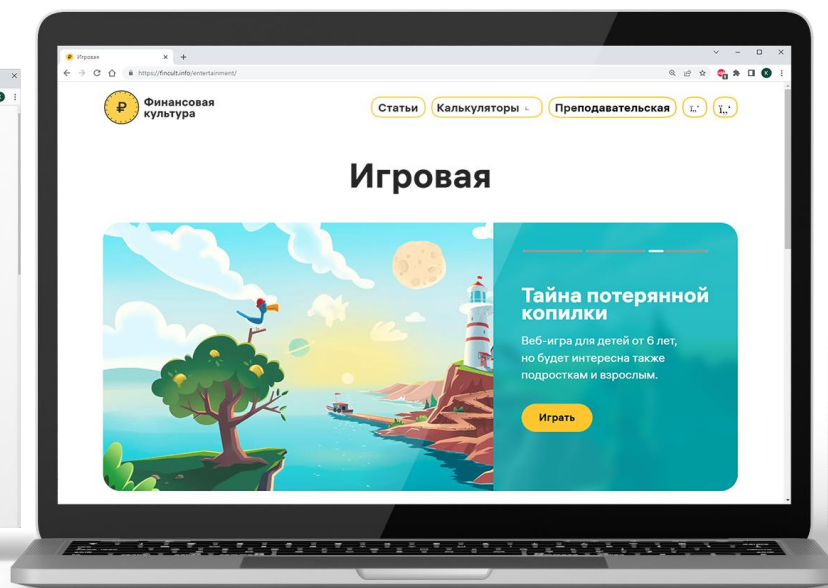 Игровая
https://fincult.info/entertainment/
Финансовая
культура
Статьи
Калькуляторы
Преподавательская
Игровая
Тайна потерянной
копилки
Веб-игра для детей от 6 лет,
но будет интересна также
подросткам и взрослым.
Играть